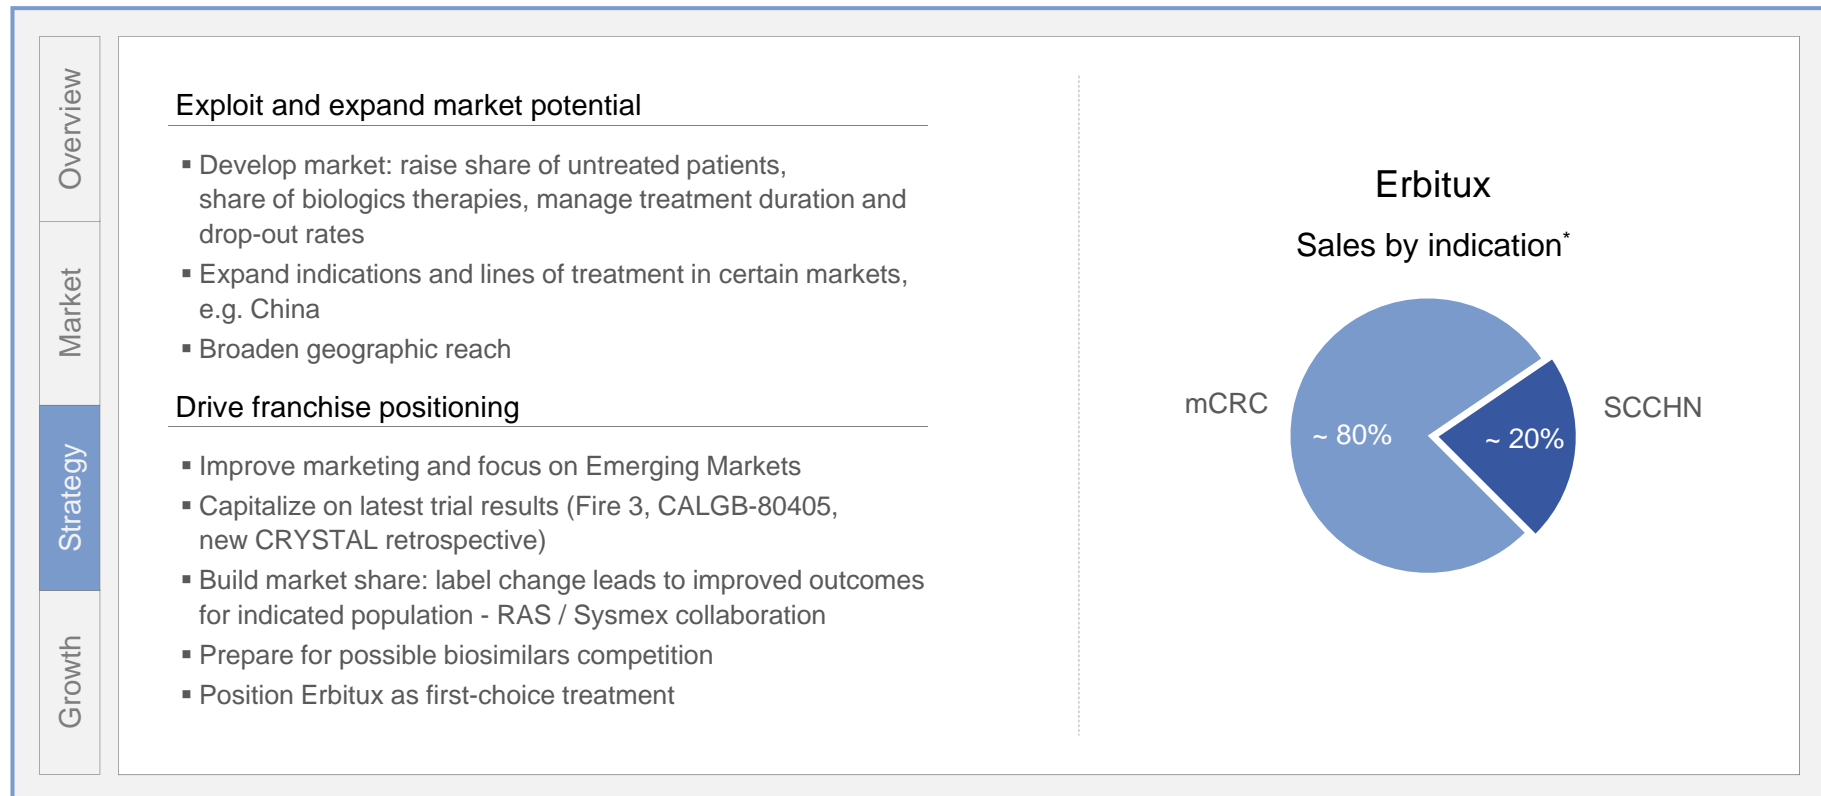 Overview
Market
Strategy
Growth
Exploit and expand market potential
▪ Develop market: raise share of untreated patients,
share of biologics therapies, manage treatment duration and
drop-out rates
▪ Expand indications and lines of treatment in certain markets,
e.g. China
▪ Broaden geographic reach
Drive franchise positioning
▪ Improve marketing and focus on Emerging Markets
▪ Capitalize on latest trial results (Fire 3, CALGB-80405,
new CRYSTAL retrospective)
▪ Build market share: label change leads to improved outcomes
for indicated population - RAS / Sysmex collaboration
▪ Prepare for possible biosimilars competition
▪ Position Erbitux as first-choice treatment
Erbitux
Sales by indication*
mCRC
~ 80%
~ 20%
SCCHN